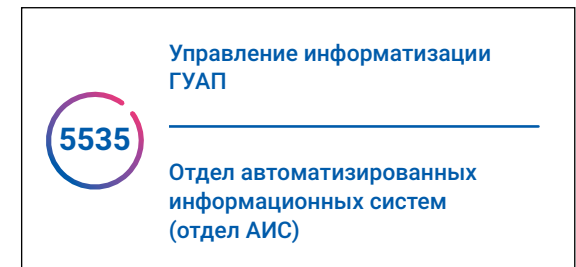 Управление информатизации
ГУАП
5535
Отдел автоматизированных
информационных систем
(отдел АИС)